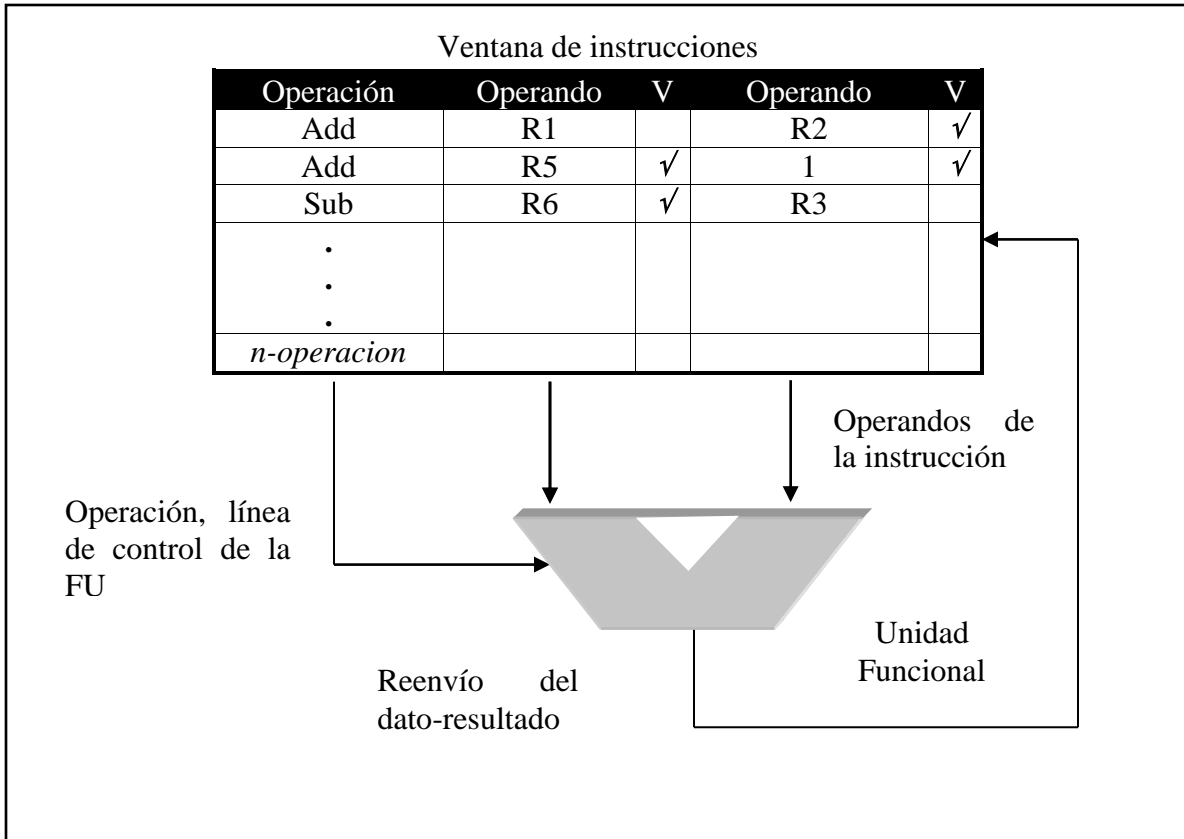 Ventana de instrucciones
Operación Operando V Operando V
Add R1 R2 √
Add R5 √ 1 √
Sub R6 √ R3
.
.
.
n-operacion
Operandos de
la instrucción
Operación, línea
de control de la
FU
Unidad
Funcional
Reenvío del
dato-resultado